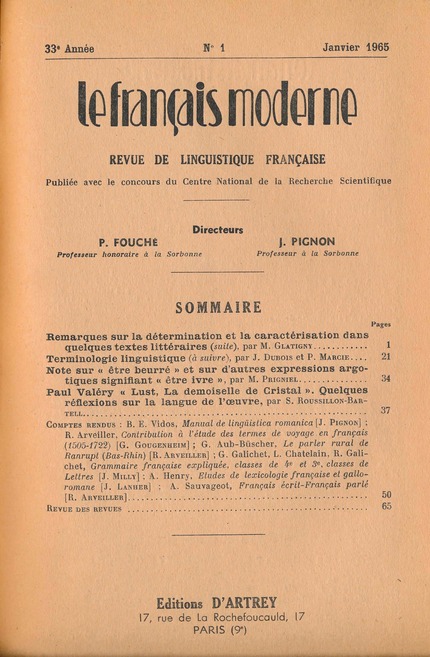 33e Année N° 1 Janvier 1965
le français moderne
REVUE DE LINGUISTIQUE FRANÇAISE
Publiée avec le concours du Centre National de la Recherche Scientifique
Directeurs
P. FOUCHÉ J. PIGNON
Professeur honoraire à la Sorbonne Professeur à la Sorbonne
SOMMAIRE
Pages
Remarques sur la détermination et la caractérisation dans
quelques textes littéraires (suite), par M. GLATIGNY............ 1
Terminologie linguistique (à suivre), par J. DUBOIS et P. MARCIE.... 21
Note sur « être beurré » et sur d'autres expressions argo-
tiques signifiant « être ivre », par M. PRIGNIEL............ 34
Paul Valéry « Lust, La demoiselle de Cristal ». Quelques
réflexions sur la langue de l'œuvre, par S. ROUSSILLON-BAR-
TELL............ 37
COMPTES RENDUS : B. E. Vidos, Manual de lingüística romanica [J. PIGNON] ;
R. Arveiller, Contribution à l'étude des termes de voyage en français
(1505-1722) [G. GOUGENHEIM] ; G. Aub-Büscher, Le parler rural de
Ranrupt (Bas-Rhin) [R. ARVEILLER] ; G. Galichet, L. Chatelain, R. Gali-
chet, Grammaire française expliquée, classes de 4e et 3e, classes de
Lettres [J. MILLY] ; A. Henry, Etudes de lexicologie française et gallo-
romane [J. LANHER] ; A. Sauvageot, Français écrit-Français parlé
[R. ARVEILLER]............ 50
REVUE DES REVUES ............ 65
Editions D'ARTREY
17, rue de La Rochefoucauld, 17
PARIS (9e)